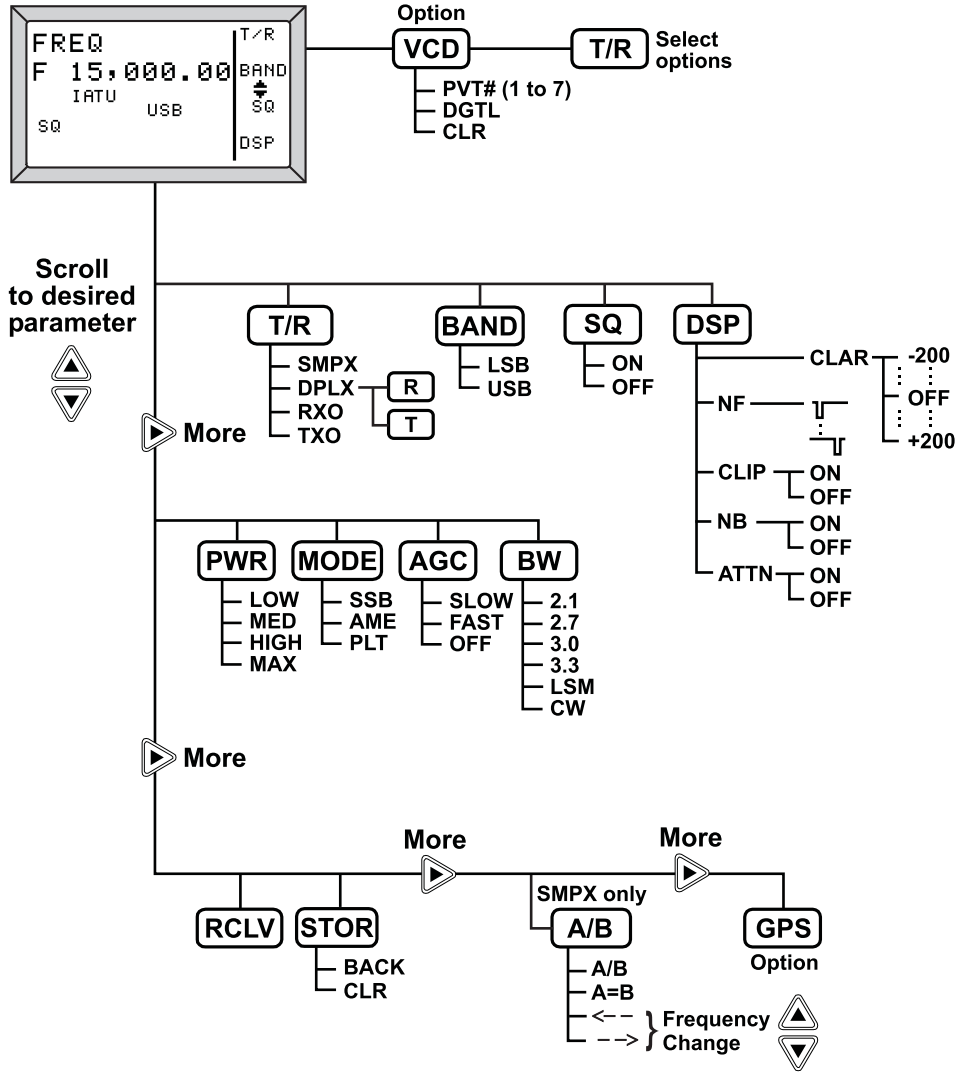 Option
FREQ
T/R
F 15,000.00
BAND
IATU
SQ
USB
SQ
DSP
VCD
T/R
Select
options
PVT# (1 to 7)
DGTL
CLR
Scroll
to desired
parameter
More
T/R
SMPX
DPLX
R
T
RXO
TXO
BAND
LSB
USB
SQ
ON
OFF
DSP
CLAR
-200
OFF
+200
NF
CLIP
ON
OFF
NB
ON
OFF
ATTN
ON
OFF
PWR
LOW
MED
HIGH
MAX
MODE
SSB
AME
PLT
AGC
SLOW
FAST
OFF
BW
2.1
2.7
3.0
3.3
LSM
CW
More
RCLV
STOR
BACK
CLR
More
SMPX only
A/B
A/B
A=B
<--
-->
} Frequency
Change
More
GPS
Option